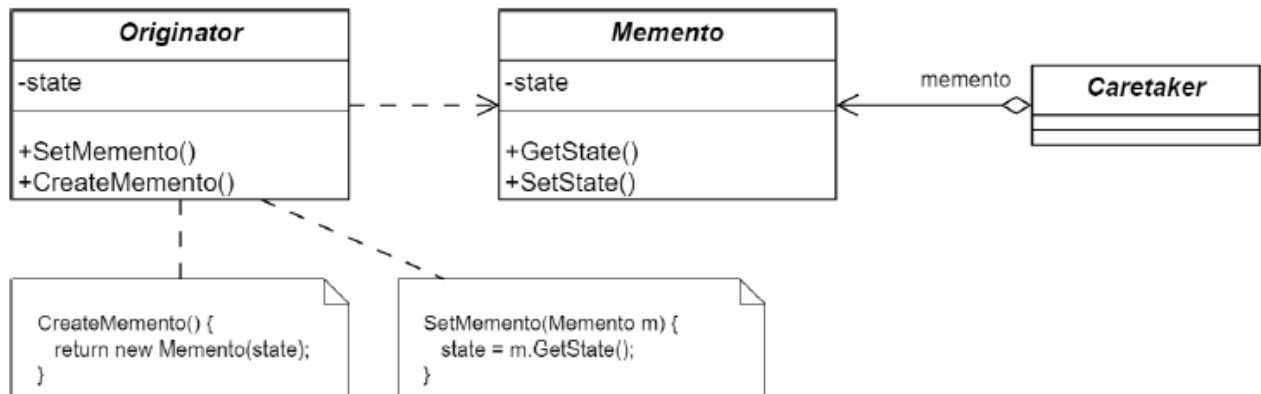 Originator
-state
+SetMemento()
+CreateMemento()
Memento
-state
+GetState()
+SetState()
memento
Caretaker
CreateMemento() {
return new Memento(state);
}
SetMemento(Memento m) {
state = m.GetState();
}